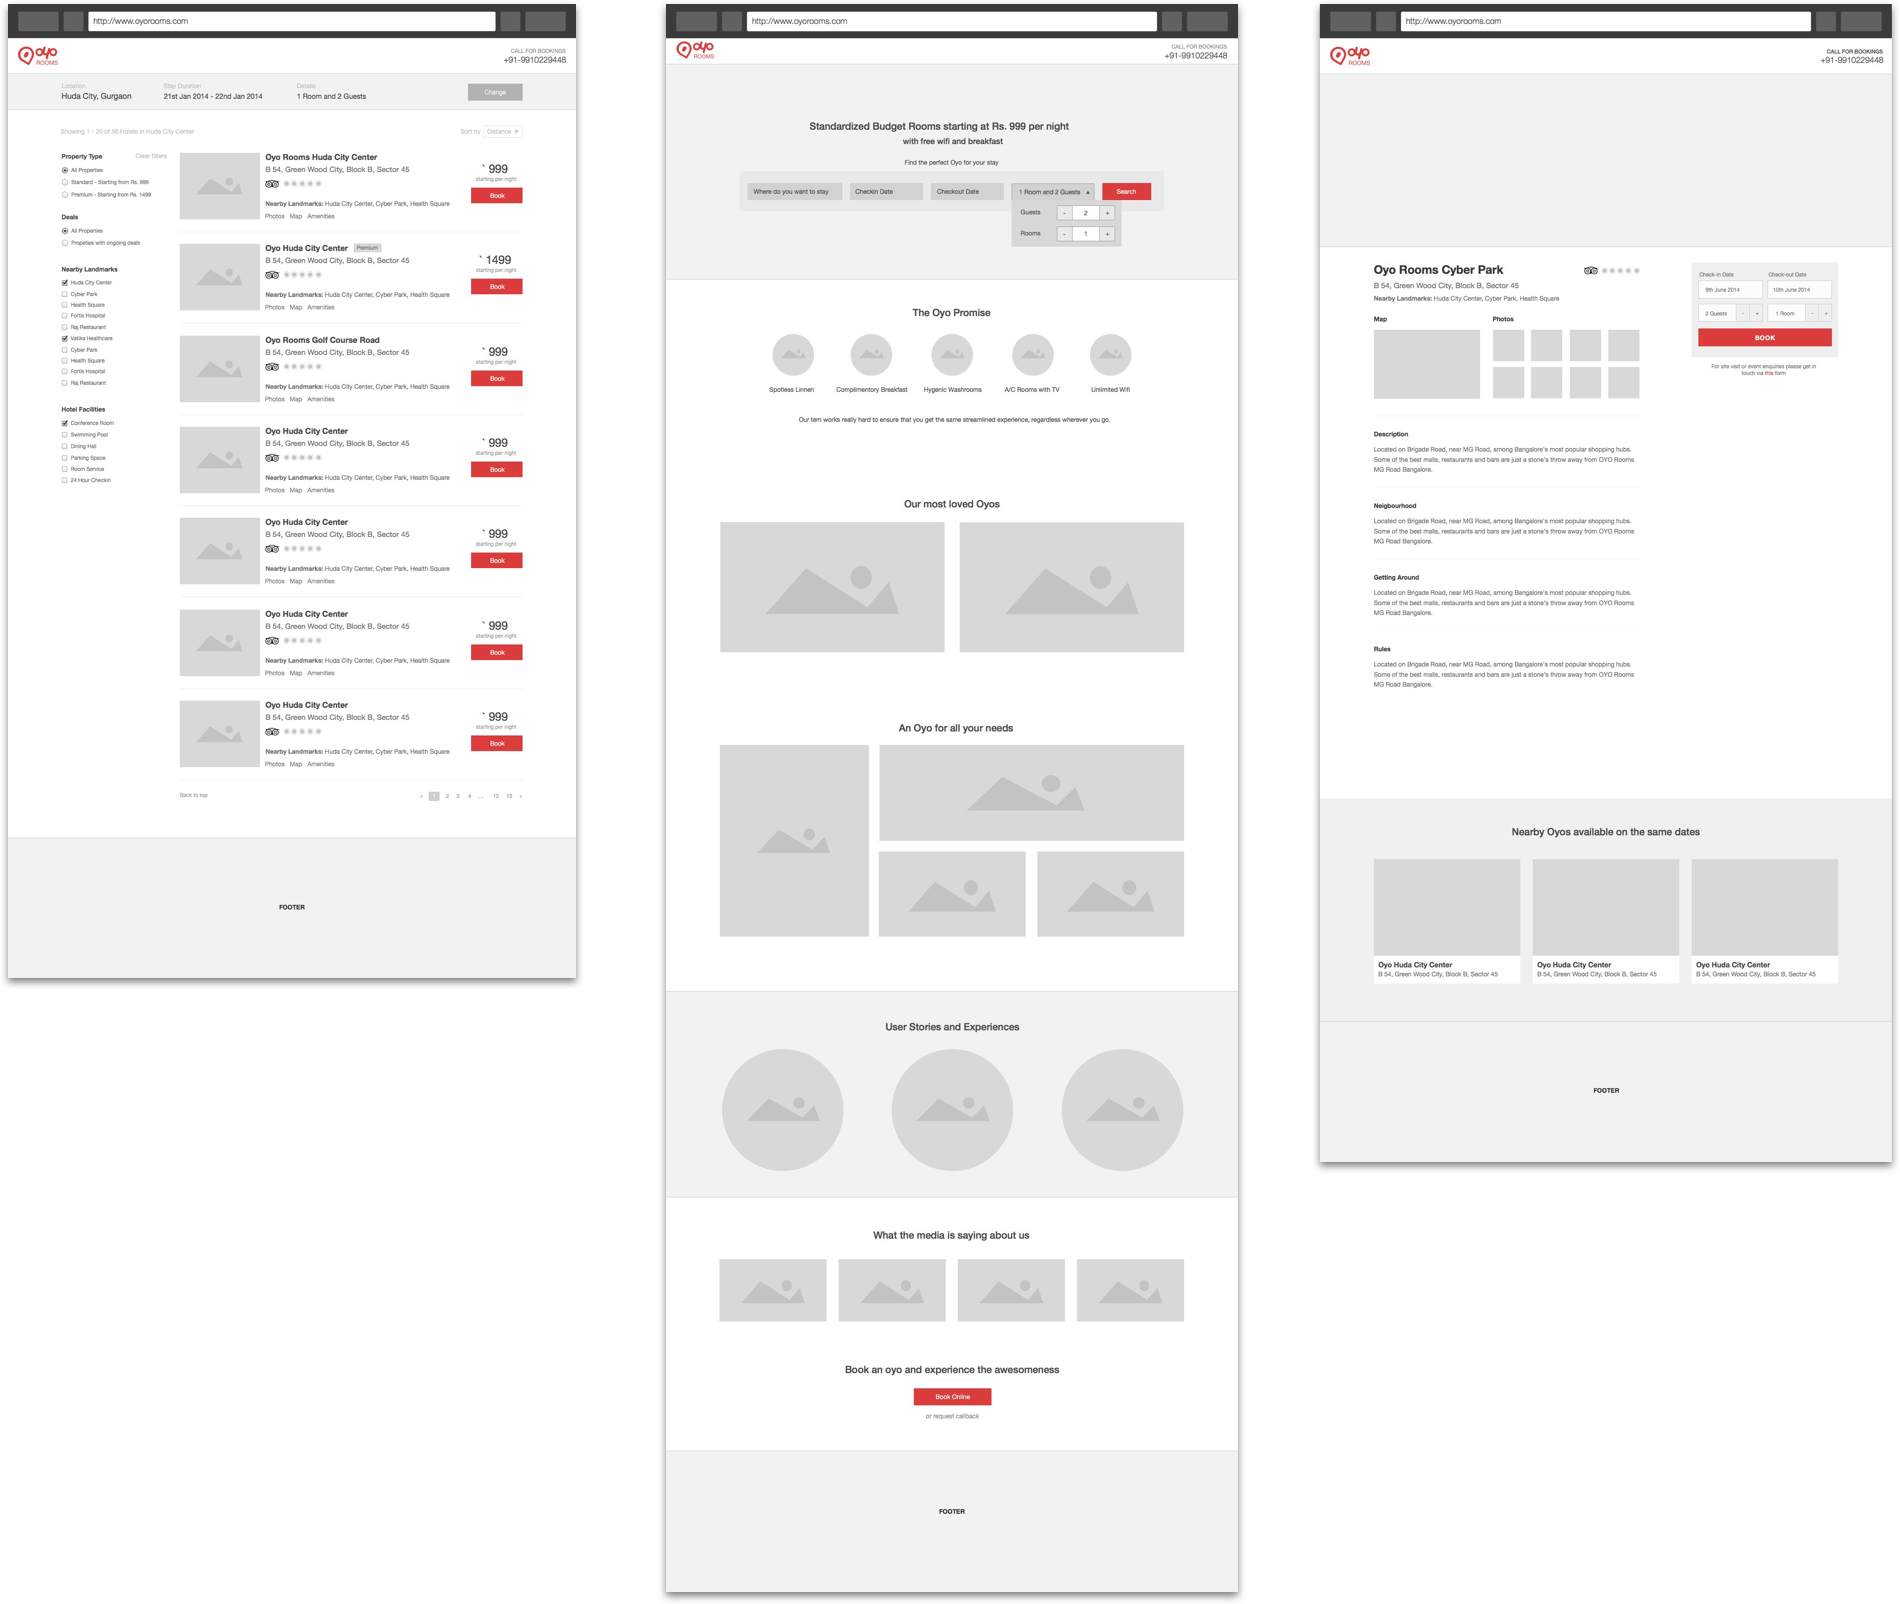 http://www.oyorooms.com
oyo
ROOMS
CALL FOR BOOKINGS
+91-9910229448
Location
Stay Duration
Details
Huda City, Gurgaon
21st Jan 2014 - 22nd Jan 2014
1 Room and 2 Guests
Change
Showing 1 - 20 of 56 Hotels in Huda City Center
Sort by
Distance ▾
Property Type
Clear filters
All Properties
Standard - Starting from Rs. 999
Premium - Starting from Rs. 1499
Deals
All Properties
Propeties with ongoing deals
Nearby Landmarks
Huda City Center
Cyber Park
Health Square
Fortis Hospital
Raj Restaurant
Vatika Healthcare
Cyber Park
Health Square
Fortis Hospital
Raj Restaurant
Hotel Facilities
Conference Room
Swimming Pool
Dining Hall
Parking Space
Room Service
24 Hour Checkin
Oyo Rooms Huda City Center
B 54, Green Wood City, Block B, Sector 45
Nearby Landmarks: Huda City Center, Cyber Park, Health Square
Photos Map Amenities
` 999
Book
Oyo Huda City Center
Premium
B 54, Green Wood City, Block B, Sector 45
Nearby Landmarks: Huda City Center, Cyber Park, Health Square
Photos Map Amenities
` 1499
starting per night
Book
Oyo Rooms Golf Course Road
B 54, Green Wood City, Block B, Sector 45
Nearby Landmarks: Huda City Center, Cyber Park, Health Square
Photos Map Amenities
` 999
starting per night
Book
Oyo Huda City Center
B 54, Green Wood City, Block B, Sector 45
Nearby Landmarks: Huda City Center, Cyber Park, Health Square
Photos Map Amenities
` 999
starting per night
Book
Oyo Huda City Center
B 54, Green Wood City, Block B, Sector 45
Nearby Landmarks: Huda City Center, Cyber Park, Health Square
Photos Map Amenities
` 999
starting per night
Book
Oyo Huda City Center
B 54, Green Wood City, Block B, Sector 45
Nearby Landmarks: Huda City Center, Cyber Park, Health Square
Photos Map Amenities
` 999
starting per night
Book
Oyo Huda City Center
B 54, Green Wood City, Block B, Sector 45
Nearby Landmarks: Huda City Center, Cyber Park, Health Square
Photos Map Amenities
` 999
starting per night
Book
Back to top
« 1 2 3 4 ... 12 13 »
FOOTER
http://www.oyorooms.com
oyo
ROOMS
CALL FOR BOOKINGS
+91-9910229448
Standardized Budget Rooms starting at Rs. 999 per night
with free wifi and breakfast
Find the perfect Oyo for your stay
Where do you want to stay
Checkin Date
Checkout Date
1 Room and 2 Guests ▴
Search
Guests - 2 +
Rooms - 1 +
The Oyo Promise
Spotless Linnen
Complimentory Breakfast
Hygenic Washrooms
A/C Rooms with TV
Unlimited Wifi
Our tem works really hard to ensure that you get the same streamlined experience, regardless wherever you go.
Our most loved Oyos
An Oyo for all your needs
User Stories and Experiences
What the media is saying about us
Book an oyo and experience the awesomeness
Book Online
or request callback
FOOTER
http://www.oyorooms.com
oyo
ROOMS
CALL FOR BOOKINGS
+91-9910229448
Oyo Rooms Cyber Park
B 54, Green Wood City, Block B, Sector 45
Nearby Landmarks: Huda City Center, Cyber Park, Health Square
Map
Photos
Check-in Date
Check-out Date
9th June 2014
10th June 2014
2 Guests - +
1 Room - +
BOOK
For site visit or event enquires please get in
touch via this form
Description
Located on Brigade Road, near MG Road, among Bangalore's most popular shopping hubs.
Some of the best malls, restaurants and bars are just a stone's throw away from OYO Rooms
MG Road Bangalore.
Neigbourhood
Located on Brigade Road, near MG Road, among Bangalore's most popular shopping hubs.
Some of the best malls, restaurants and bars are just a stone's throw away from OYO Rooms
MG Road Bangalore.
Getting Around
Located on Brigade Road, near MG Road, among Bangalore's most popular shopping hubs.
Some of the best malls, restaurants and bars are just a stone's throw away from OYO Rooms
MG Road Bangalore.
Rules
Located on Brigade Road, near MG Road, among Bangalore's most popular shopping hubs.
Some of the best malls, restaurants and bars are just a stone's throw away from OYO Rooms
MG Road Bangalore.
Nearby Oyos available on the same dates
Oyo Huda City Center
B 54, Green Wood City, Block B, Sector 45
Oyo Huda City Center
B 54, Green Wood City, Block B, Sector 45
Oyo Huda City Center
B 54, Green Wood City, Block B, Sector 45
FOOTER